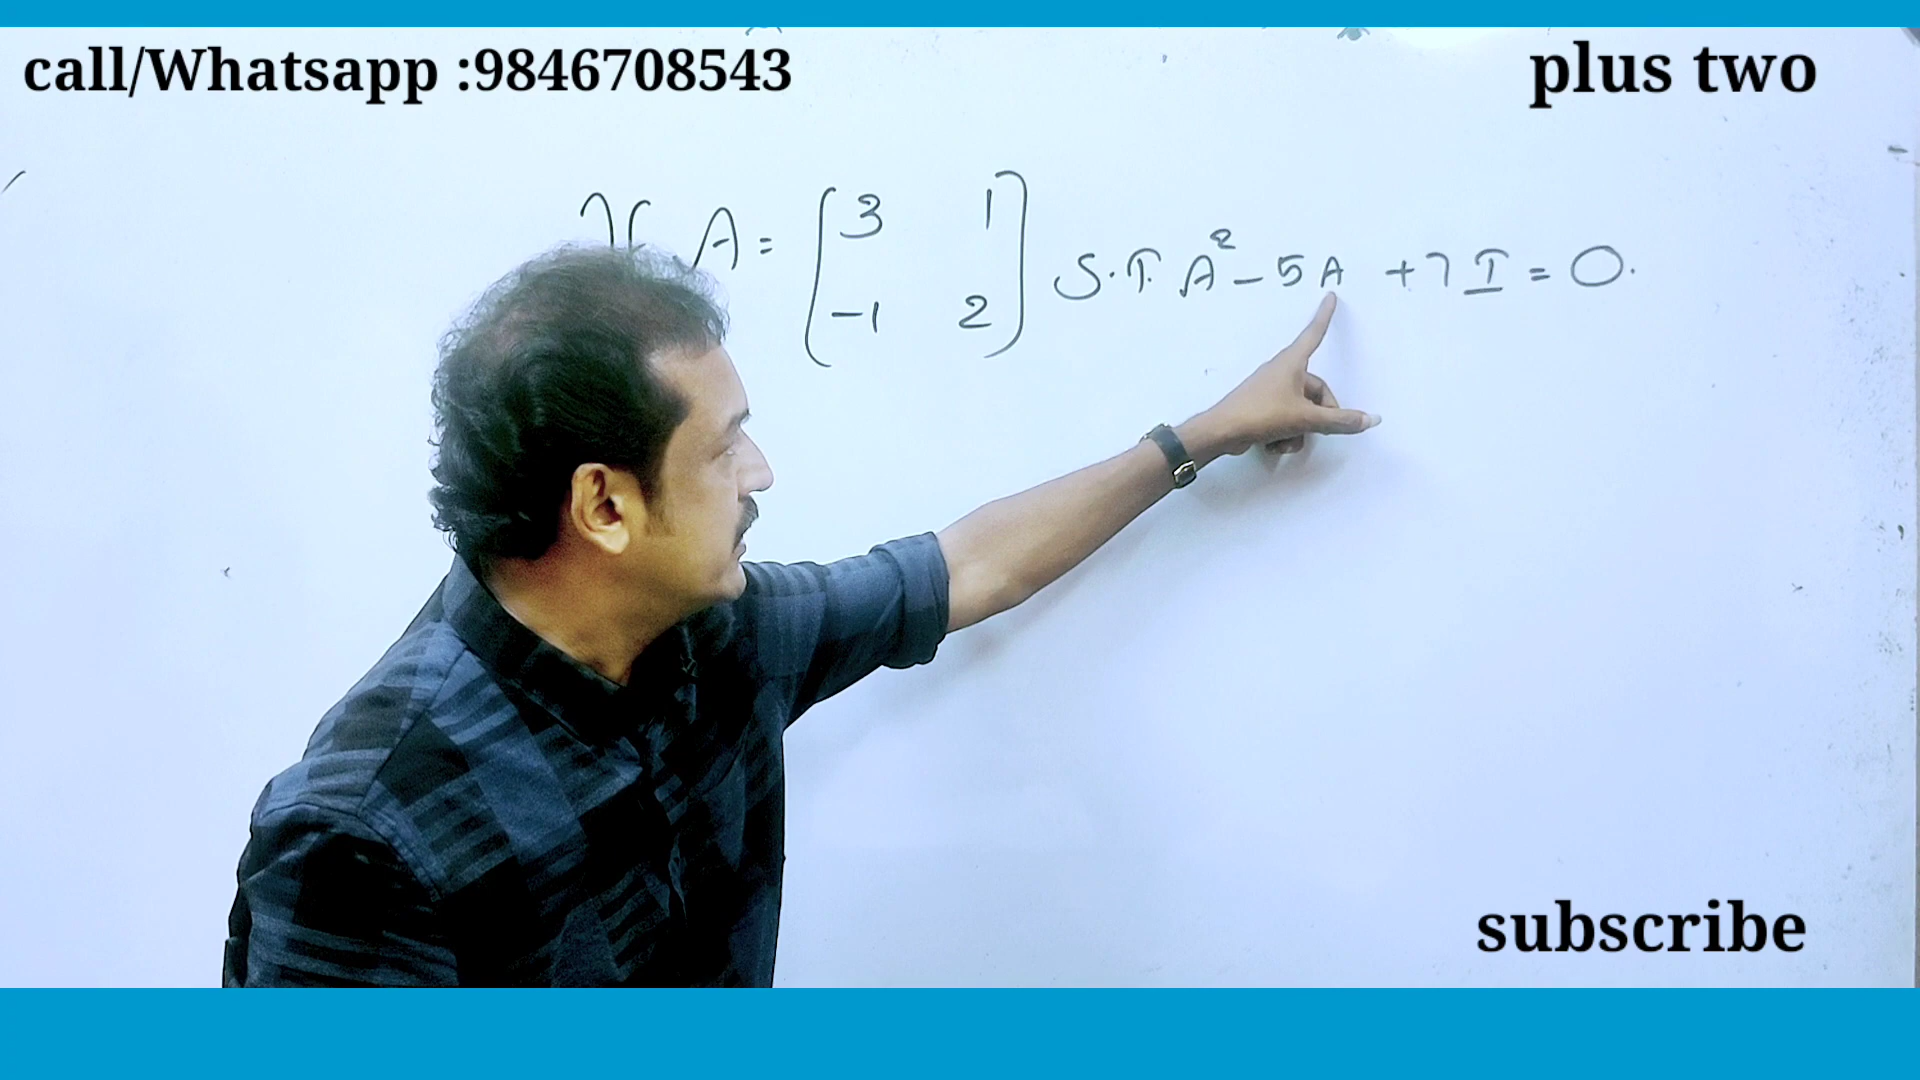 call/Whatsapp :9846708543
plus two
If A = [3 1
-1 2] S.T. A² - 5A + 7I = 0.
subscribe